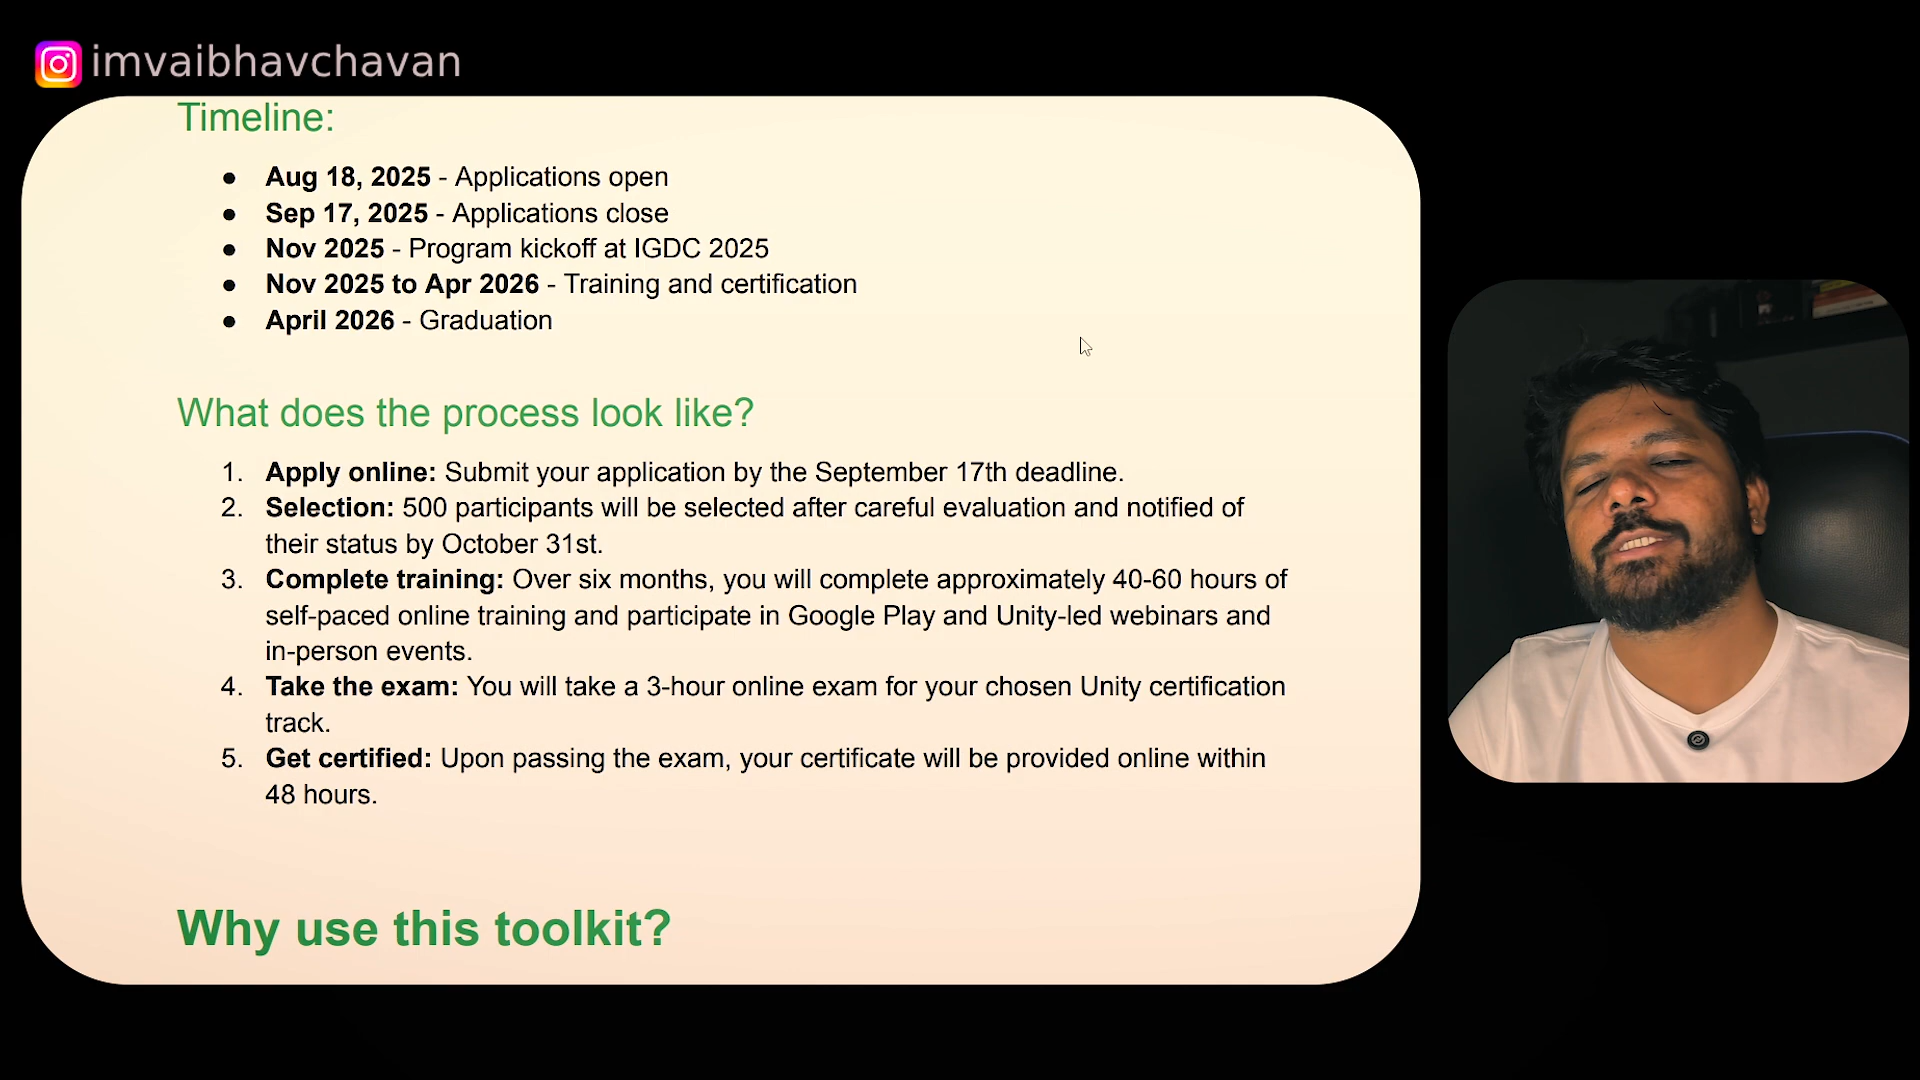 imvaibhavchavan
Timeline:
● Aug 18, 2025 - Applications open
● Sep 17, 2025 - Applications close
● Nov 2025 - Program kickoff at IGDC 2025
● Nov 2025 to Apr 2026 - Training and certification
● April 2026 - Graduation
What does the process look like?
1. Apply online: Submit your application by the September 17th deadline.
2. Selection: 500 participants will be selected after careful evaluation and notified of
their status by October 31st.
3. Complete training: Over six months, you will complete approximately 40-60 hours of
self-paced online training and participate in Google Play and Unity-led webinars and
in-person events.
4. Take the exam: You will take a 3-hour online exam for your chosen Unity certification
track.
5. Get certified: Upon passing the exam, your certificate will be provided online within
48 hours.
Why use this toolkit?